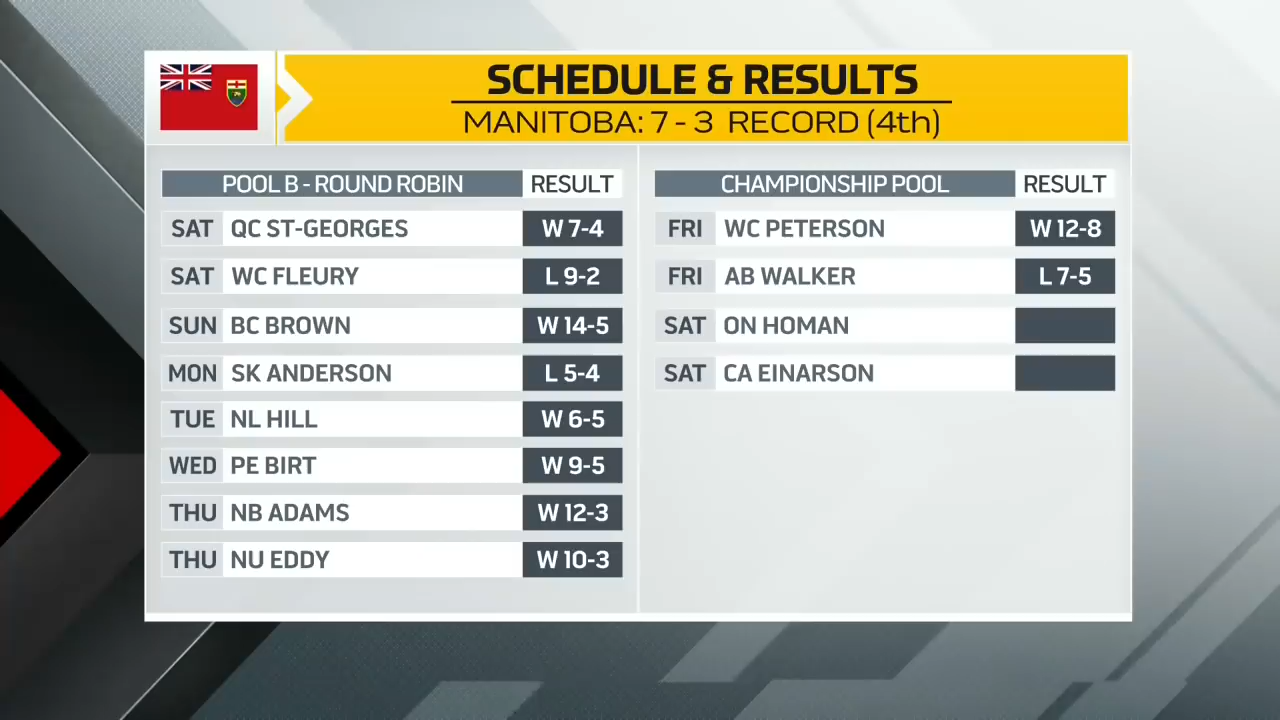 SCHEDULE & RESULTS
MANITOBA: 7 - 3 RECORD (4th)
POOL B - ROUND ROBIN RESULT
SAT QC ST-GEORGES W 7-4
SAT WC FLEURY L 9-2
SUN BC BROWN W 14-5
MON SK ANDERSON L 5-4
TUE NL HILL W 6-5
WED PE BIRT W 9-5
THU NB ADAMS W 12-3
THU NU EDDY W 10-3
CHAMPIONSHIP POOL RESULT
FRI WC PETERSON W 12-8
FRI AB WALKER L 7-5
SAT ON HOMAN
SAT CA EINARSON